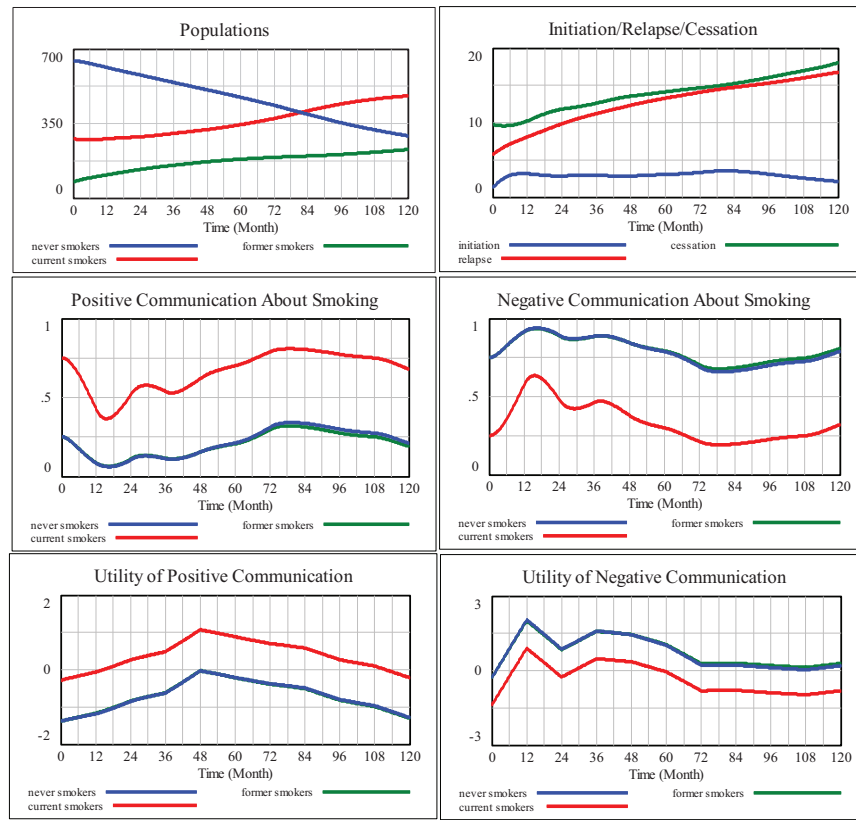 Populations
700
350
0
0 12 24 36 48 60 72 84 96 108 120
Time (Month)
never smokers
former smokers
current smokers
Initiation/Relapse/Cessation
20
10
0
0 12 24 36 48 60 72 84 96 108 120
Time (Month)
initiation
cessation
relapse
Positive Communication About Smoking
1
.5
0
0 12 24 36 48 60 72 84 96 108 120
Time (Month)
never smokers
former smokers
current smokers
Negative Communication About Smoking
1
.5
0
0 12 24 36 48 60 72 84 96 108 120
Time (Month)
never smokers
former smokers
current smokers
Utility of Positive Communication
2
0
-2
0 12 24 36 48 60 72 84 96 108 120
Time (Month)
never smokers
former smokers
current smokers
Utility of Negative Communication
3
0
-3
0 12 24 36 48 60 72 84 96 108 120
Time (Month)
never smokers
former smokers
current smokers